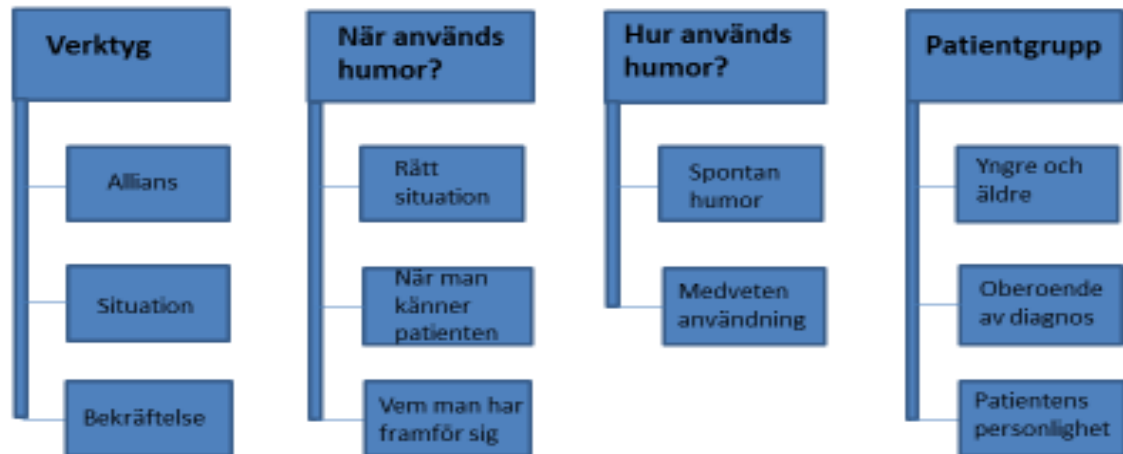 Verktyg
Allians
Situation
Bekräftelse
När används
humor?
Rätt
situation
När man
känner
patienten
Vem man har
framför sig
Hur används
humor?
Spontan
humor
Medveten
användning
Patientgrupp
Yngre och
äldre
Oberoende
av diagnos
Patientens
personlighet